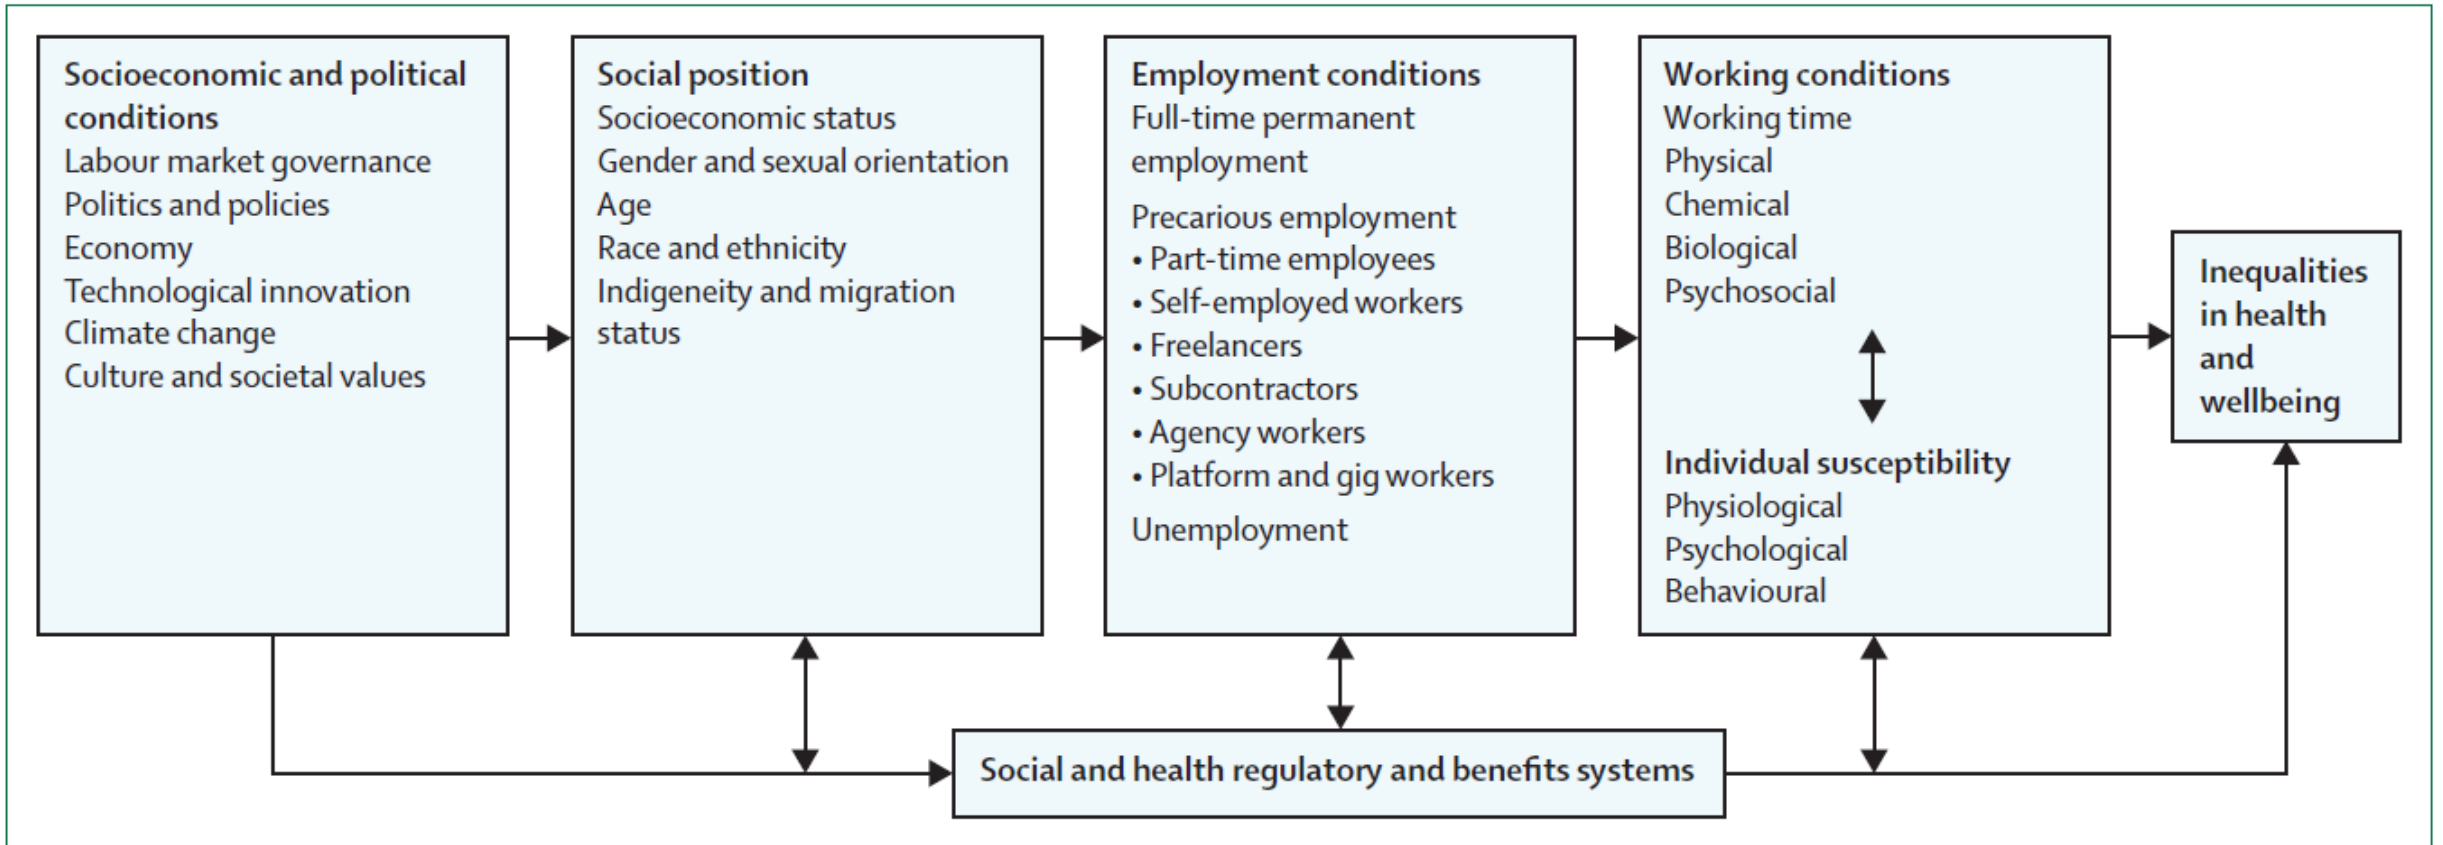 Socioeconomic and political
conditions
Labour market governance
Politics and policies
Economy
Technological innovation
Climate change
Culture and societal values
Social position
Socioeconomic status
Gender and sexual orientation
Age
Race and ethnicity
Indigeneity and migration
status
Employment conditions
Full-time permanent
employment
Precarious employment
• Part-time employees
• Self-employed workers
• Freelancers
• Subcontractors
• Agency workers
• Platform and gig workers
Unemployment
Working conditions
Working time
Physical
Chemical
Biological
Psychosocial
Individual susceptibility
Physiological
Psychological
Behavioural
Inequalities
in health
and
wellbeing
Social and health regulatory and benefits systems